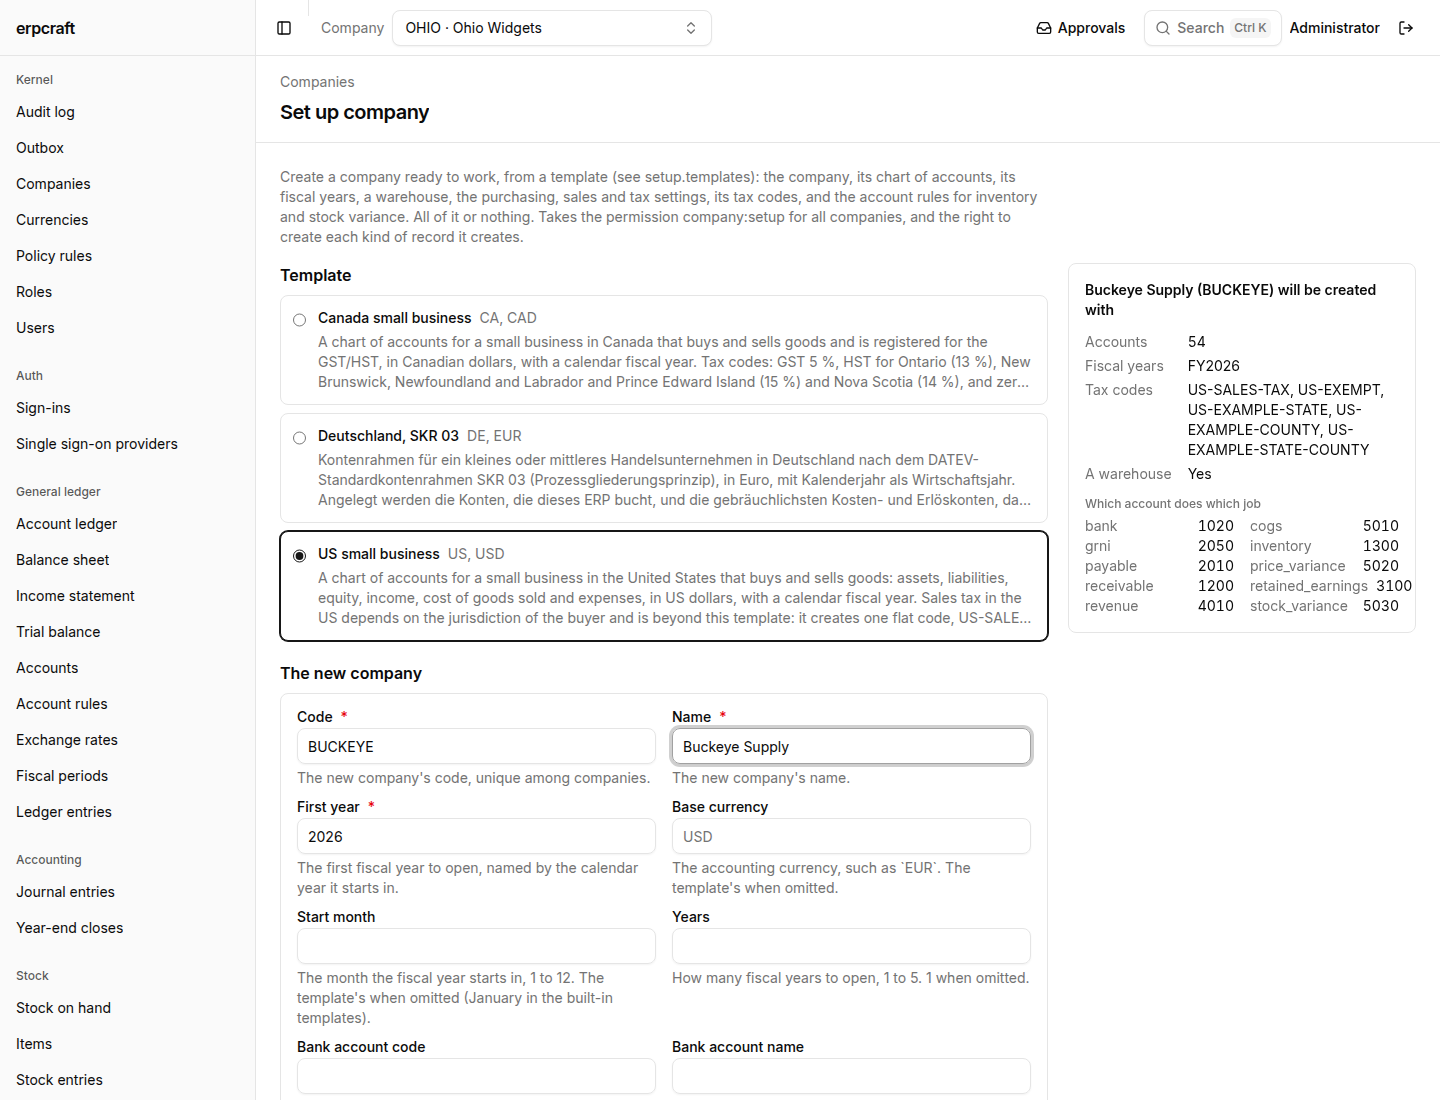 erpcraft
Company
OHIO · Ohio Widgets
Approvals
Search
Ctrl K
Administrator
Kernel
Audit log
Outbox
Companies
Currencies
Policy rules
Roles
Users
Auth
Sign-ins
Single sign-on providers
General ledger
Account ledger
Balance sheet
Income statement
Trial balance
Accounts
Account rules
Exchange rates
Fiscal periods
Ledger entries
Accounting
Journal entries
Year-end closes
Stock
Stock on hand
Items
Stock entries
Companies
Set up company
Create a company ready to work, from a template (see setup.templates): the company, its chart of accounts, its
fiscal years, a warehouse, the purchasing, sales and tax settings, its tax codes, and the account rules for inventory
and stock variance. All of it or nothing. Takes the permission company:setup for all companies, and the right to
create each kind of record it creates.
Template
Canada small business CA, CAD
A chart of accounts for a small business in Canada that buys and sells goods and is registered for the
GST/HST, in Canadian dollars, with a calendar fiscal year. Tax codes: GST 5 %, HST for Ontario (13 %), New
Brunswick, Newfoundland and Labrador and Prince Edward Island (15 %) and Nova Scotia (14 %), and zer...
Deutschland, SKR 03 DE, EUR
Kontenrahmen für ein kleines oder mittleres Handelsunternehmen in Deutschland nach dem DATEV-
Standardkontenrahmen SKR 03 (Prozessgliederungsprinzip), in Euro, mit Kalenderjahr als Wirtschaftsjahr.
Angelegt werden die Konten, die dieses ERP bucht, und die gebräuchlichsten Kosten- und Erlöskonten, da...
US small business US, USD
A chart of accounts for a small business in the United States that buys and sells goods: assets, liabilities,
equity, income, cost of goods sold and expenses, in US dollars, with a calendar fiscal year. Sales tax in the
US depends on the jurisdiction of the buyer and is beyond this template: it creates one flat code, US-SALE...
The new company
Code *
BUCKEYE
The new company's code, unique among companies.
Name *
Buckeye Supply
The new company's name.
First year *
2026
The first fiscal year to open, named by the calendar
year it starts in.
Base currency
USD
The accounting currency, such as `EUR`. The
template's when omitted.
Start month
The month the fiscal year starts in, 1 to 12. The
template's when omitted (January in the built-in
templates).
Years
How many fiscal years to open, 1 to 5. 1 when omitted.
Bank account code
Bank account name
Buckeye Supply (BUCKEYE) will be created
with
Accounts 54
Fiscal years FY2026
Tax codes US-SALES-TAX, US-EXEMPT,
US-EXAMPLE-STATE, US-
EXAMPLE-COUNTY, US-
EXAMPLE-STATE-COUNTY
A warehouse Yes
Which account does which job
bank 1020 cogs 5010
grni 2050 inventory 1300
payable 2010 price_variance 5020
receivable 1200 retained_earnings 3100
revenue 4010 stock_variance 5030